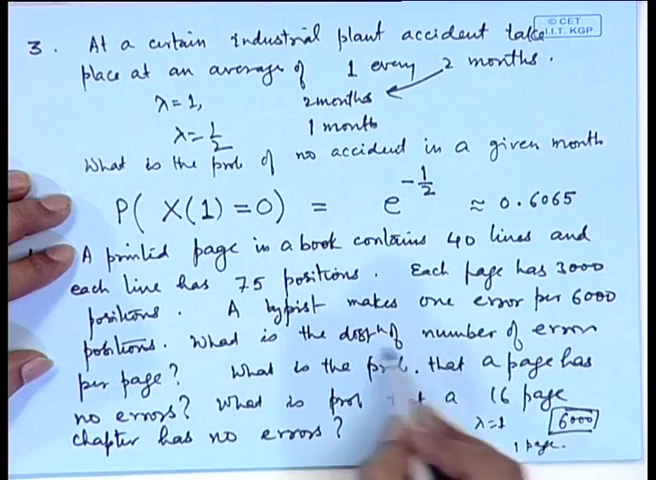 © CET
I.I.T. KGP
3. At a certain industrial plant accident take
place at an average of 1 every 2 months.
λ=1, 2 months
λ=1/2 1 month
What is the prob of no accident in a given month
P( X(1)=0) = e^{-1/2} ≈ 0.6065
A printed page in a book contains 40 lines and
each line has 75 positions. Each page has 3000
positions. A typist makes one error per 6000
positions. What is the distⁿ of number of errors
per page? What is the prob. that a page has
no errors? What is prob a 16 page
chapter has no errors? λ=1 6000
1 page.